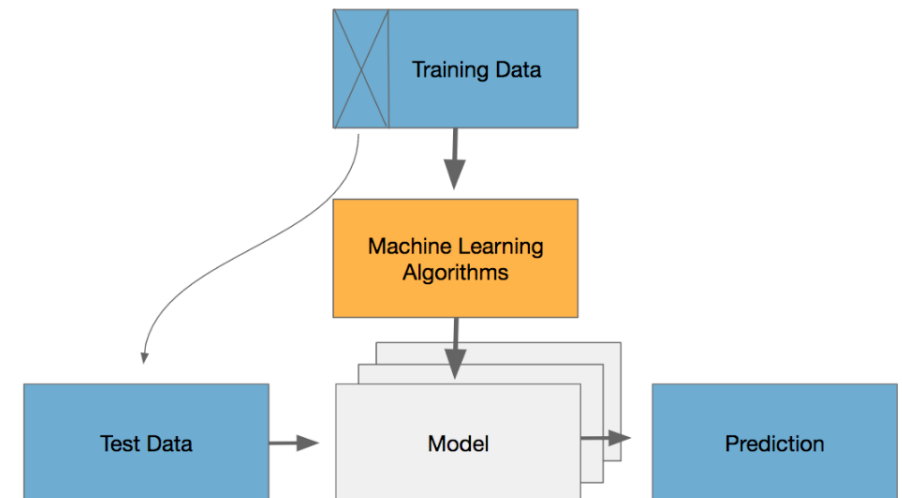 Training Data
Machine Learning
Algorithms
Test Data
Model
Prediction